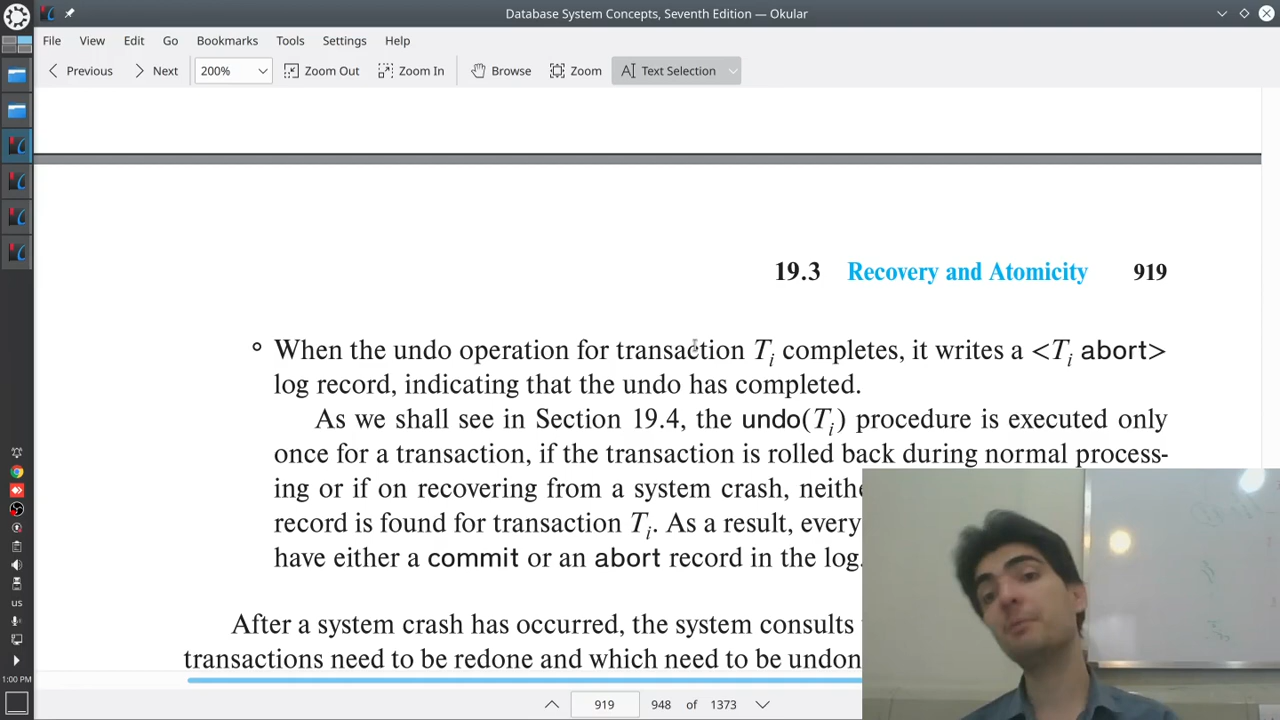 Database System Concepts, Seventh Edition — Okular
File View Edit Go Bookmarks Tools Settings Help
Previous Next 200% Zoom Out Zoom In Browse Zoom Text Selection
19.3 Recovery and Atomicity 919
When the undo operation for transaction Ti completes, it writes a <Ti abort>
log record, indicating that the undo has completed.
As we shall see in Section 19.4, the undo(Ti) procedure is executed only
once for a transaction, if the transaction is rolled back during normal process-
ing or if on recovering from a system crash, neithe
record is found for transaction Ti. As a result, every
have either a commit or an abort record in the log.
After a system crash has occurred, the system consults
transactions need to be redone and which need to be undon
us
1:00 PM
919 948 of 1373